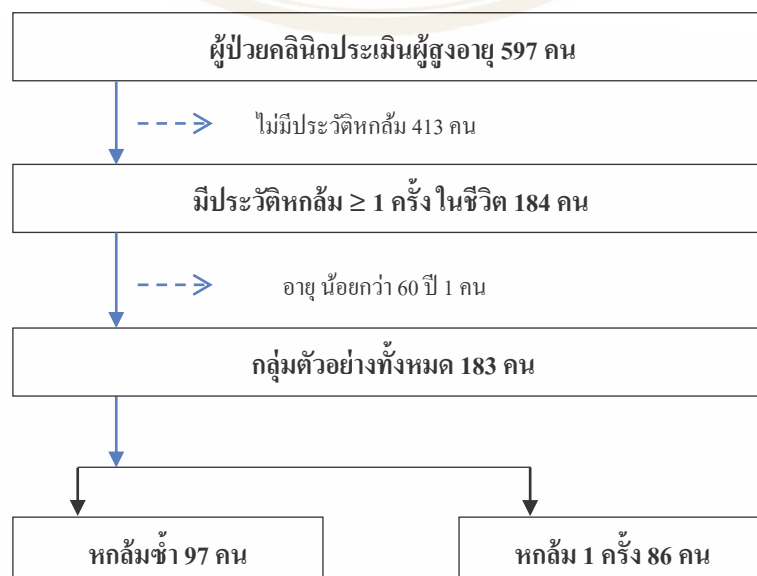 ผู้ป่วยคลินิกประเมินผู้สูงอายุ 597 คน
ไม่มีประวัติหกล้ม 413 คน
มีประวัติหกล้ม ≥ 1 ครั้ง ในชีวิต 184 คน
อายุ น้อยกว่า 60 ปี 1 คน
กลุ่มตัวอย่างทั้งหมด 183 คน
หกล้มซ้ำ 97 คน
หกล้ม 1 ครั้ง 86 คน